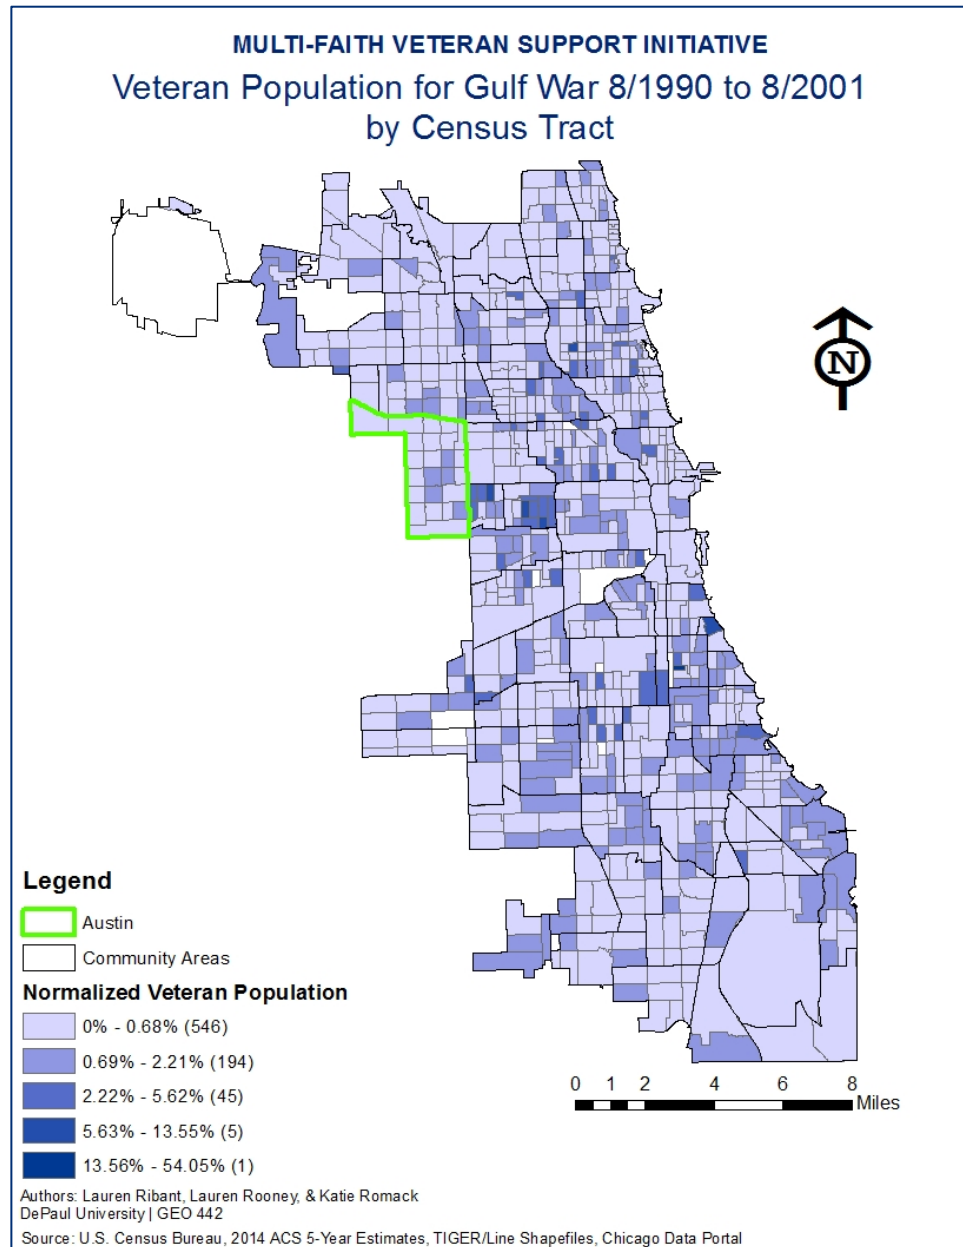 MULTI-FAITH VETERAN SUPPORT INITIATIVE
Veteran Population for Gulf War 8/1990 to 8/2001
by Census Tract
N
Legend
Austin
Community Areas
Normalized Veteran Population
0% - 0.68% (546)
0.69% - 2.21% (194)
2.22% - 5.62% (45)
5.63% - 13.55% (5)
13.56% - 54.05% (1)
0 1 2 4 6 8
Miles
Authors: Lauren Ribant, Lauren Rooney, & Katie Romack
DePaul University | GEO 442
Source: U.S. Census Bureau, 2014 ACS 5-Year Estimates, TIGER/Line Shapefiles, Chicago Data Portal